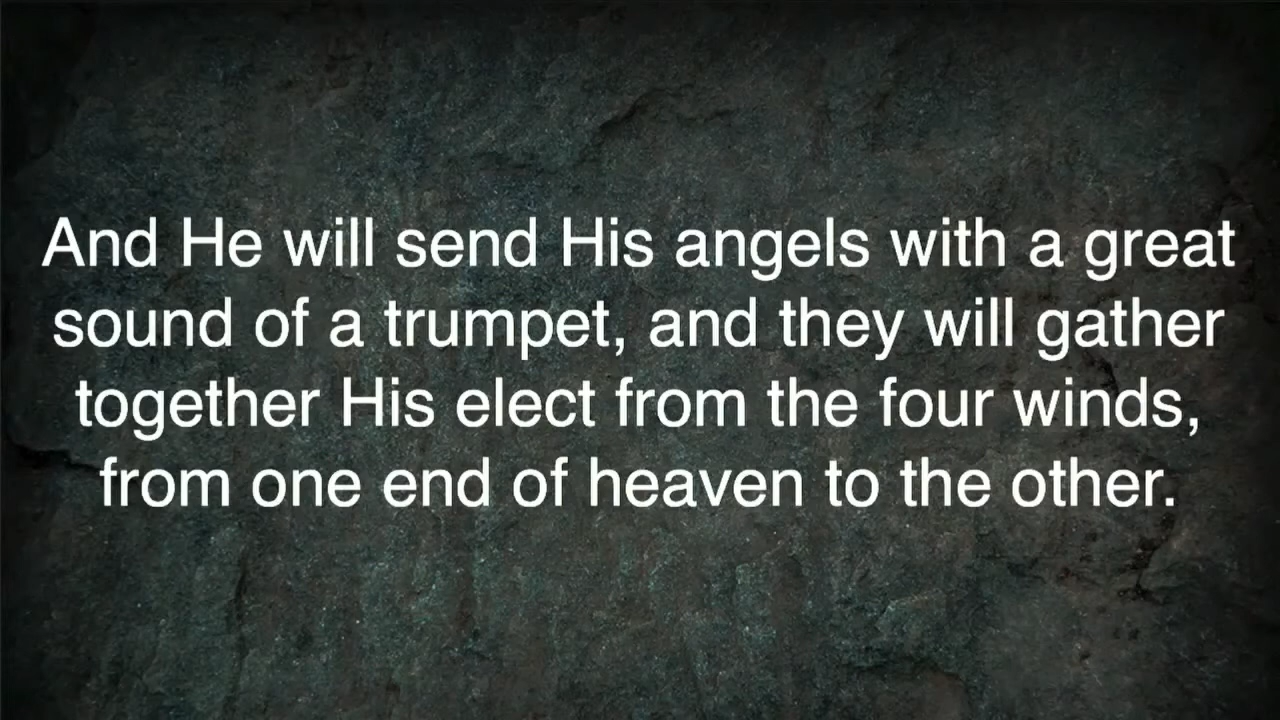 And He will send His angels with a great
sound of a trumpet, and they will gather
together His elect from the four winds,
from one end of heaven to the other.